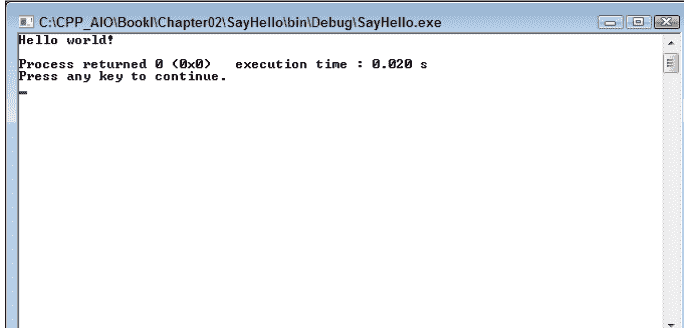 C:\CPP_AIO\BookI\Chapter02\SayHello\bin\Debug\SayHello.exe
Hello world!
Process returned 0 (0x0)   execution time : 0.020 s
Press any key to continue.